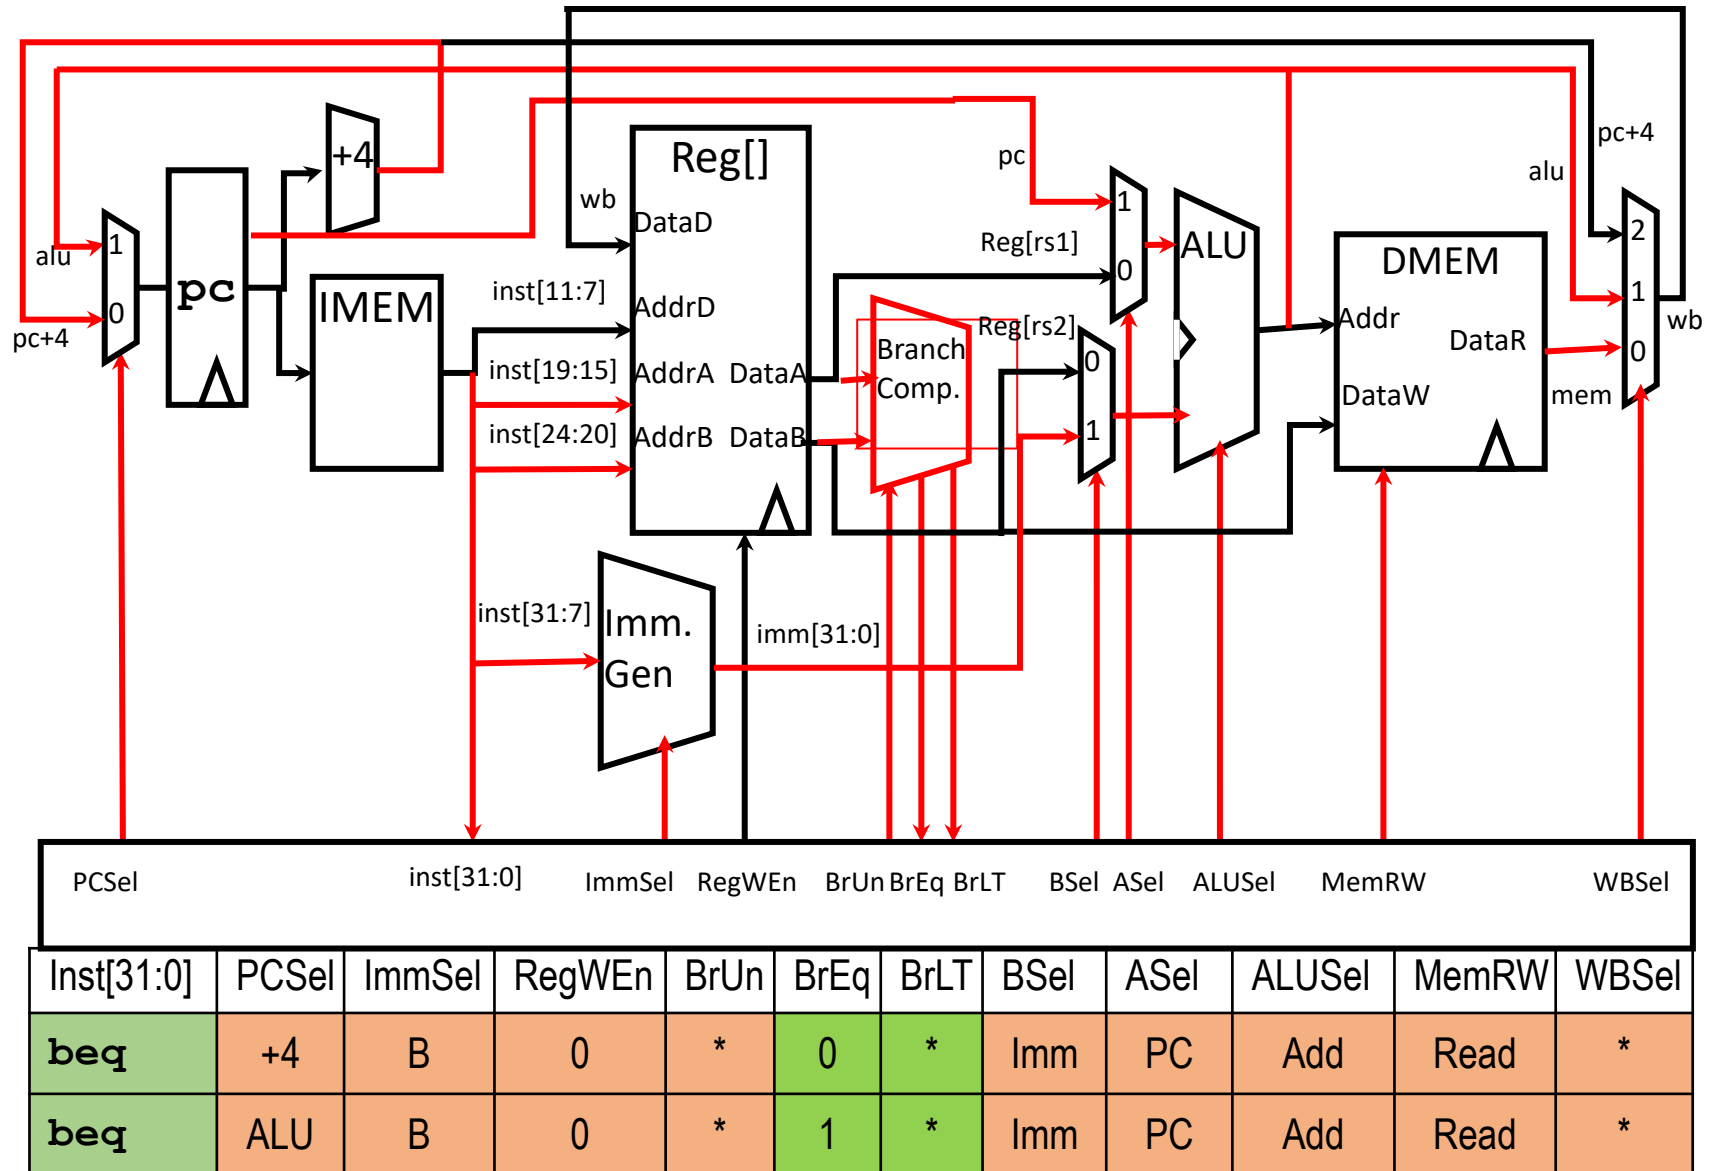 pc+4
alu
pc
+4
Reg[]
wb
DataD
alu
1
0
pc+4
pc
IMEM
inst[11:7]
AddrD
inst[19:15]
AddrA
DataA
inst[24:20]
AddrB
DataB
Branch
Comp.
Reg[rs1]
1
0
Reg[rs2]
0
1
ALU
DMEM
Addr
DataR
DataW
mem
2
1
0
wb
inst[31:7]
Imm.
Gen
imm[31:0]
PCSel inst[31:0] ImmSel RegWEn BrUn BrEq BrLT BSel ASel ALUSel MemRW WBSel
Inst[31:0] PCSel ImmSel RegWEn BrUn BrEq BrLT BSel ASel ALUSel MemRW WBSel
beq +4 B 0 * 0 * Imm PC Add Read *
beq ALU B 0 * 1 * Imm PC Add Read *